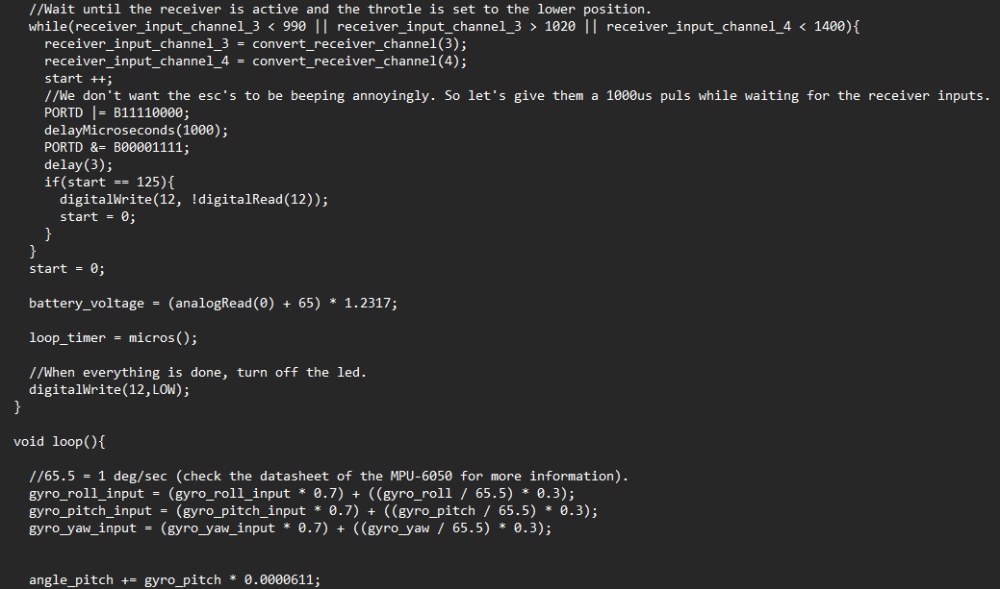 //Wait until the receiver is active and the throtle is set to the lower position.
while(receiver_input_channel_3 < 990 || receiver_input_channel_3 > 1020 || receiver_input_channel_4 < 1400){
receiver_input_channel_3 = convert_receiver_channel(3);
receiver_input_channel_4 = convert_receiver_channel(4);
start ++;
//We don't want the esc's to be beeping annoyingly. So let's give them a 1000us puls while waiting for the receiver inputs.
PORTD |= B11110000;
delayMicroseconds(1000);
PORTD &= B00001111;
delay(3);
if(start == 125){
digitalWrite(12, !digitalRead(12));
start = 0;
}
}
start = 0;
battery_voltage = (analogRead(0) + 65) * 1.2317;
loop_timer = micros();
//When everything is done, turn off the led.
digitalWrite(12,LOW);
}
void loop(){
//65.5 = 1 deg/sec (check the datasheet of the MPU-6050 for more information).
gyro_roll_input = (gyro_roll_input * 0.7) + ((gyro_roll / 65.5) * 0.3);
gyro_pitch_input = (gyro_pitch_input * 0.7) + ((gyro_pitch / 65.5) * 0.3);
gyro_yaw_input = (gyro_yaw_input * 0.7) + ((gyro_yaw / 65.5) * 0.3);
angle_pitch += gyro_pitch * 0.0000611;